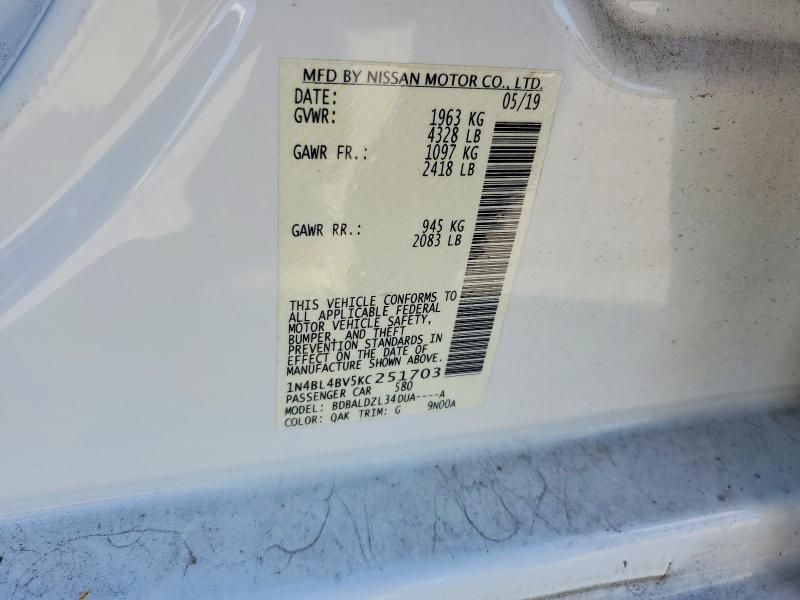 MFD BY NISSAN MOTOR CO., LTD.
DATE: 05/19
GVWR: 1963 KG
4328 LB
GAWR FR.: 1097 KG
2418 LB
GAWR RR.: 945 KG
2083 LB
THIS VEHICLE CONFORMS TO
ALL APPLICABLE FEDERAL
MOTOR VEHICLE SAFETY,
BUMPER, AND THEFT
PREVENTION STANDARDS IN
EFFECT ON THE DATE OF
MANUFACTURE SHOWN ABOVE.
1N4BL4BV5KC251703
PASSENGER CAR 580
MODEL: BDBALDZL34DUA----A
COLOR: QAK TRIM: G 9N00A